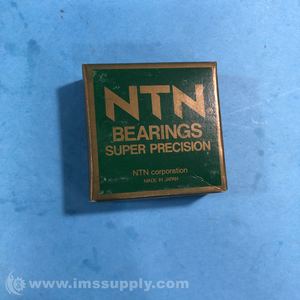 NTN
BEARINGS
SUPER PRECISION
NTN corporation
MADE IN JAPAN
www.imssupply.com